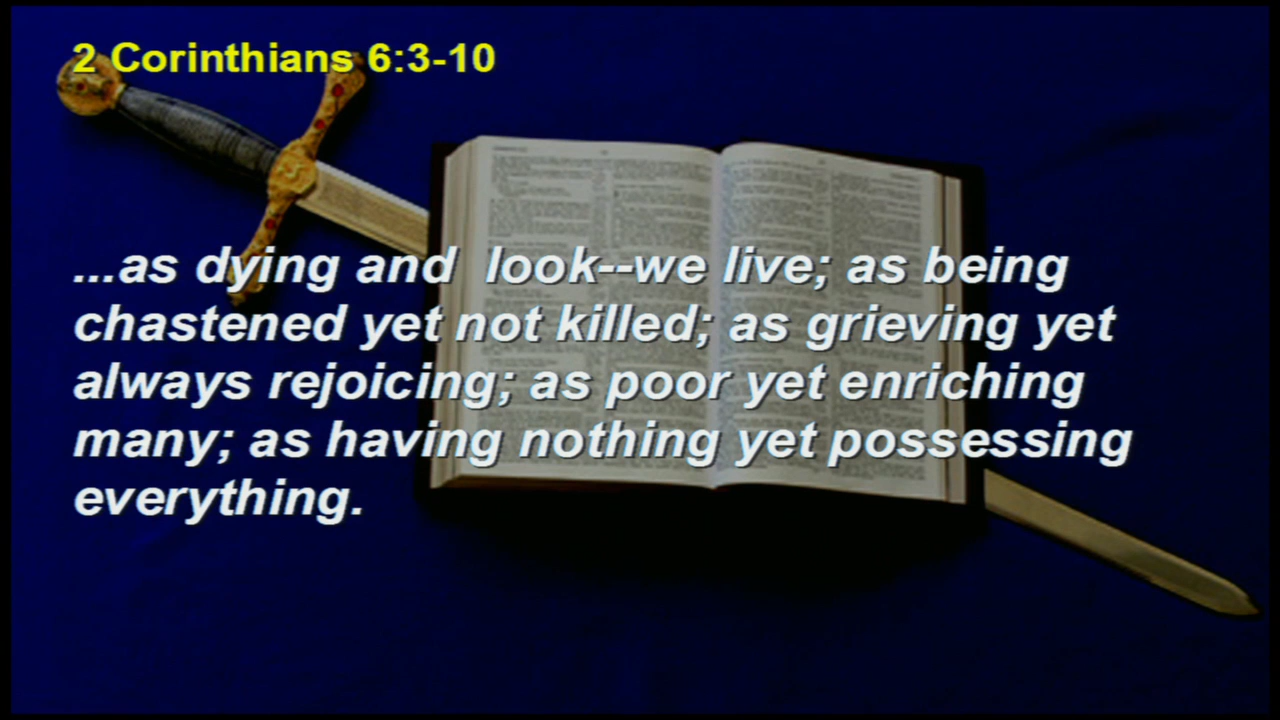 2 Corinthians 6:3-10
...as dying and  look--we live; as being
chastened yet not killed; as grieving yet
always rejoicing; as poor yet enriching
many; as having nothing yet possessing
everything.